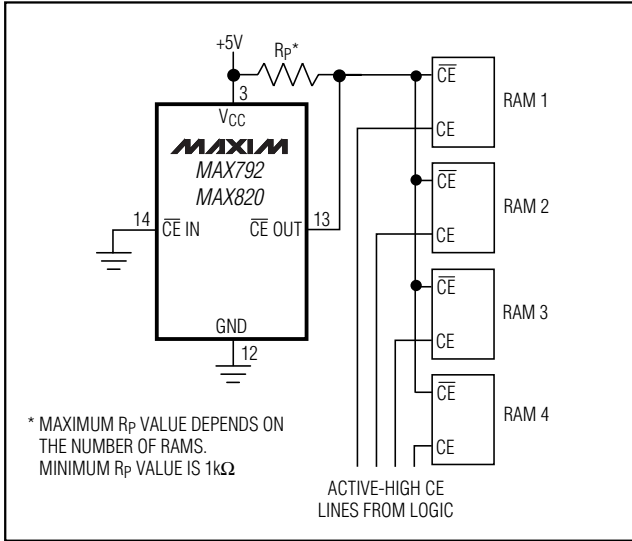 +5V
RP*
3
VCC
MAXIM
MAX792
MAX820
14
CE IN
CE OUT
13
GND
12
CE
CE
RAM 1
CE
CE
RAM 2
CE
CE
RAM 3
CE
CE
RAM 4
* MAXIMUM RP VALUE DEPENDS ON
THE NUMBER OF RAMS.
MINIMUM RP VALUE IS 1kΩ
ACTIVE-HIGH CE
LINES FROM LOGIC